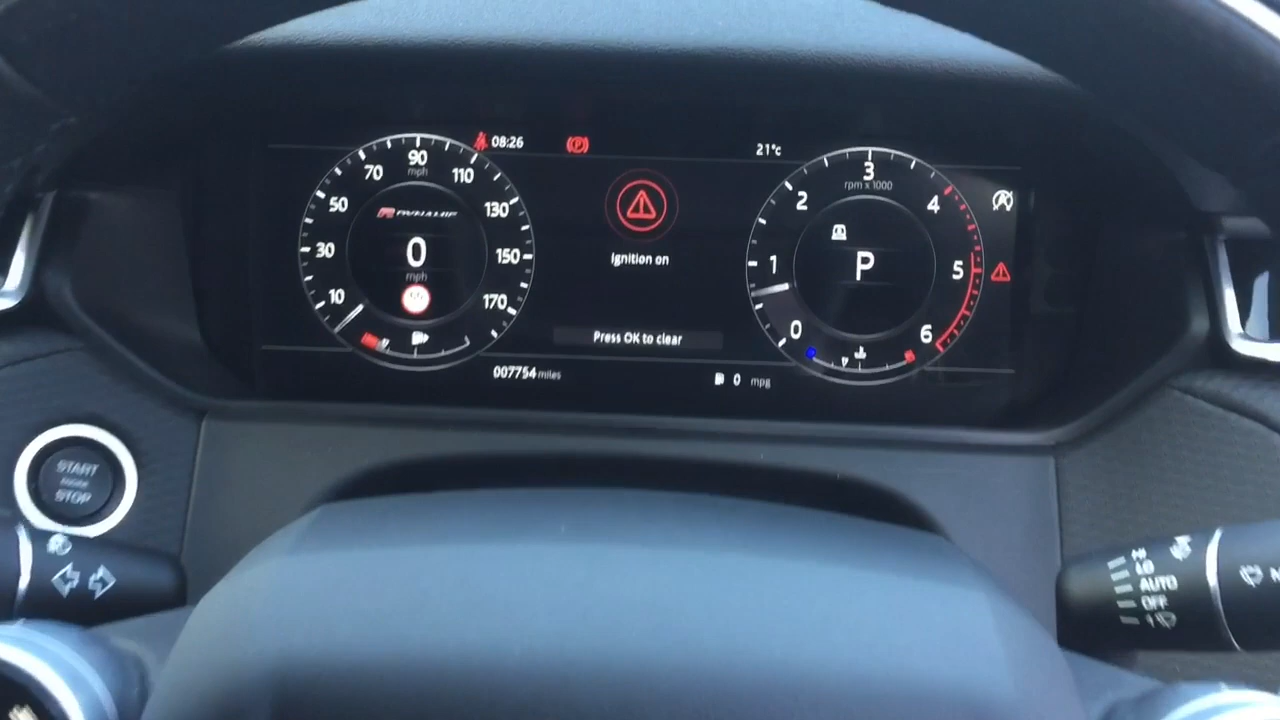 08:26
21°c
90
mph
70
110
50
130
R-DYNAMIC
30
0
150
mph
10
170
Ignition on
Press OK to clear
007754 miles
0 mpg
3
rpm x 1000
2
4
1
P
5
0
6
START
STOP
AUTO
OFF